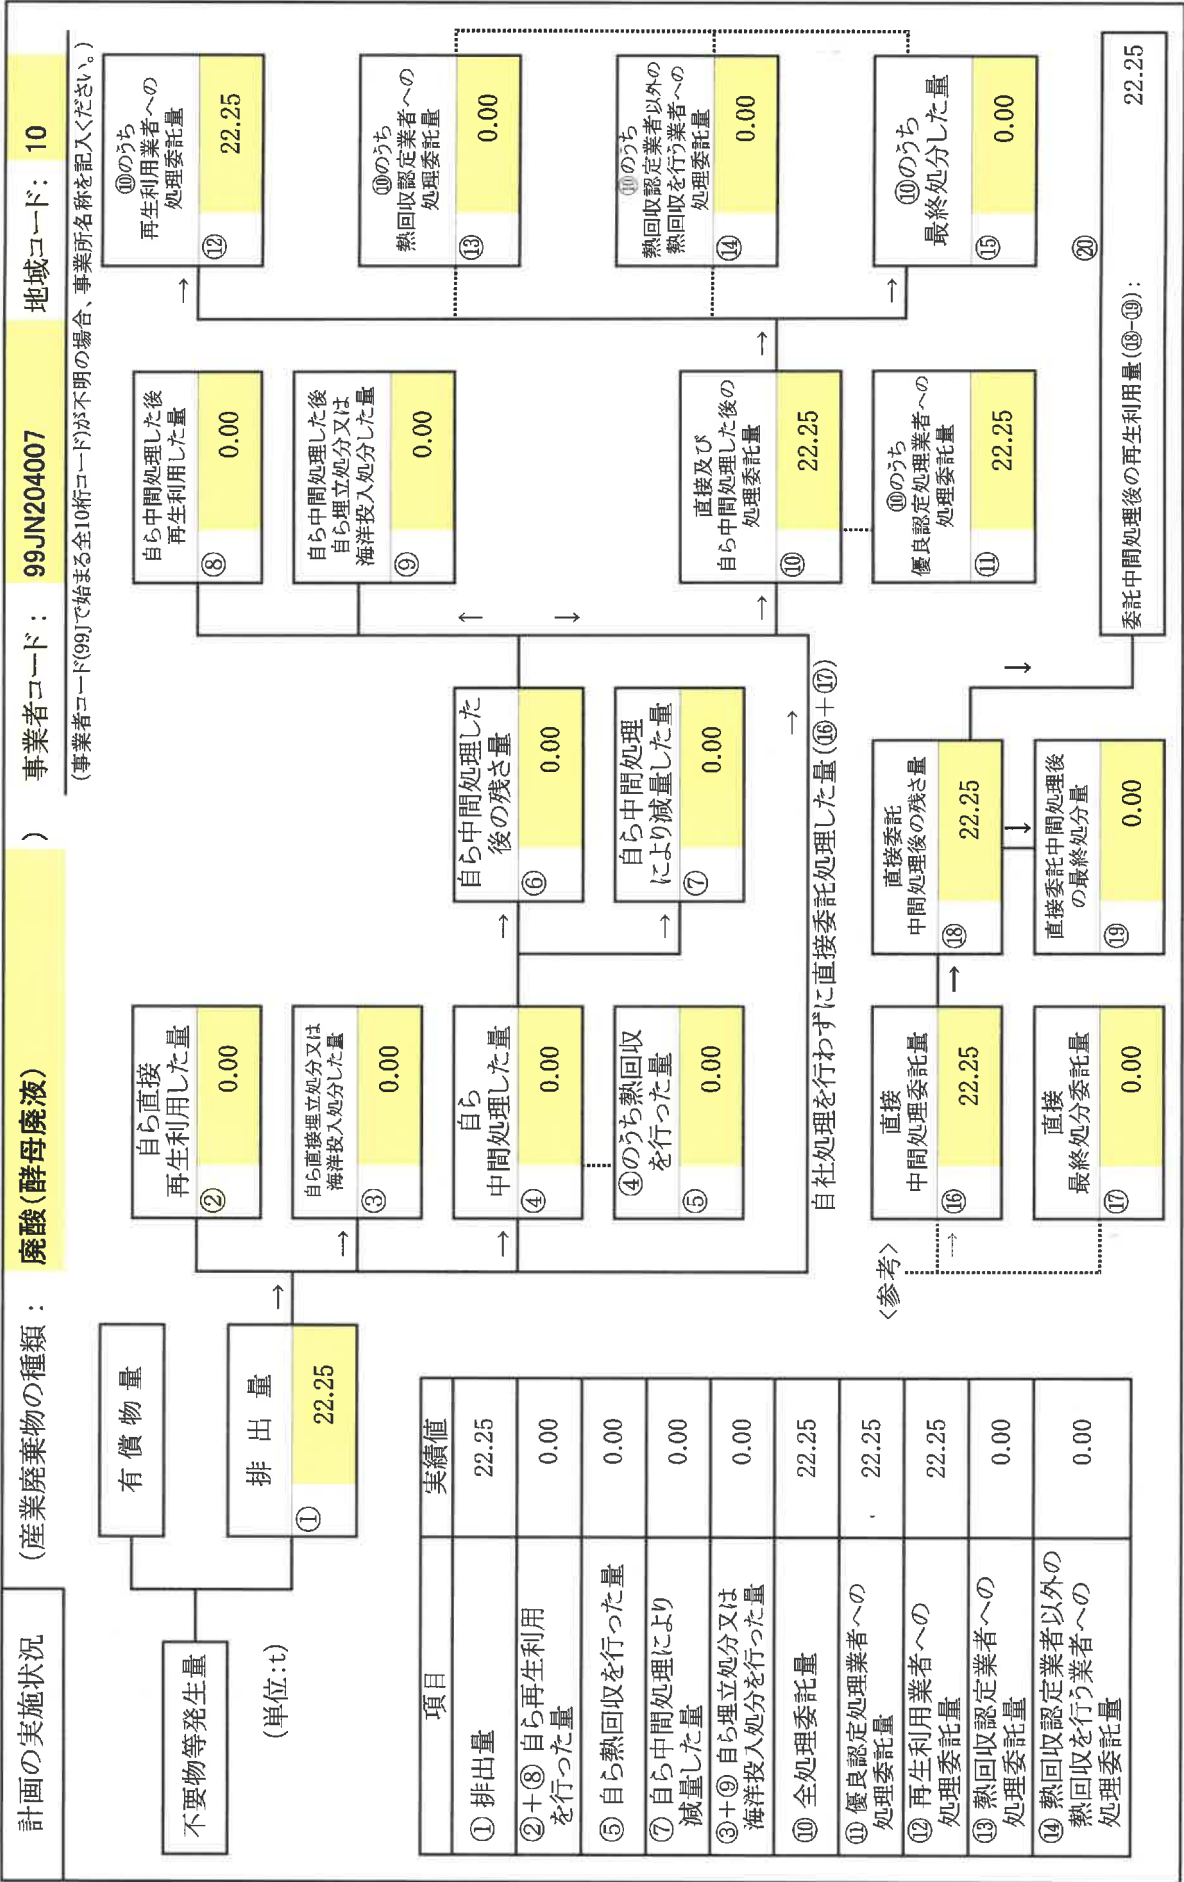 計画の実施状況
(産業廃棄物の種類：
廃酸(酵母廃液)
)
事業者コード：
99JN204007
地域コード：
10
(事業者コード(99Jで始まる全10桁コード)が不明の場合、事業所名称を記入ください。)
不要物等発生量
(単位:t)
有 償 物 量
排 出 量
①
22.25
→
自ら直接
再生利用した量
②
0.00
→
自ら直接埋立処分又は
海洋投入処分した量
③
0.00
→
自ら
中間処理した量
④
0.00
④のうち熱回収
を行った量
⑤
0.00
→
自ら中間処理した
後の残さ量
⑥
0.00
→
自ら中間処理
により減量した量
⑦
0.00
自ら中間処理した後
再生利用した量
⑧
0.00
自ら中間処理した後
自ら埋立処分又は
海洋投入処分した量
⑨
0.00
↑
↓
→
直接及び
自ら中間処理した後の
処理委託量
⑩
22.25
⑩のうち
優良認定処理業者への
処理委託量
⑪
22.25
→
→
⑩のうち
再生利用業者への
処理委託量
⑫
22.25
⑩のうち
熱回収認定業者への
処理委託量
⑬
0.00
⑩のうち
熱回収認定業者以外の
熱回収を行う業者への
処理委託量
⑭
0.00
→
⑩のうち
最終処分した量
⑮
0.00
→
自社処理を行わずに直接委託処理した量(⑯＋⑰)
<参考>
→
直接
中間処理委託量
⑯
22.25
直接
最終処分委託量
⑰
0.00
→
直接委託
中間処理後の残さ量
⑱
22.25
↓
直接委託中間処理後
の最終処分量
⑲
0.00
↓
⑳
委託中間処理後の再生利用量(⑱-⑲)：
22.25
項目
実績値
① 排出量
22.25
②＋⑧ 自ら再生利用
を行った量
0.00
⑤ 自ら熱回収を行った量
0.00
⑦ 自ら中間処理により
減量した量
0.00
③＋⑨ 自ら埋立処分又は
海洋投入処分を行った量
0.00
⑩ 全処理委託量
22.25
⑪ 優良認定処理業者への
処理委託量
22.25
⑫ 再生利用業者への
処理委託量
22.25
⑬ 熱回収認定業者への
処理委託量
0.00
⑭ 熱回収認定業者以外の
熱回収を行う業者への
処理委託量
0.00